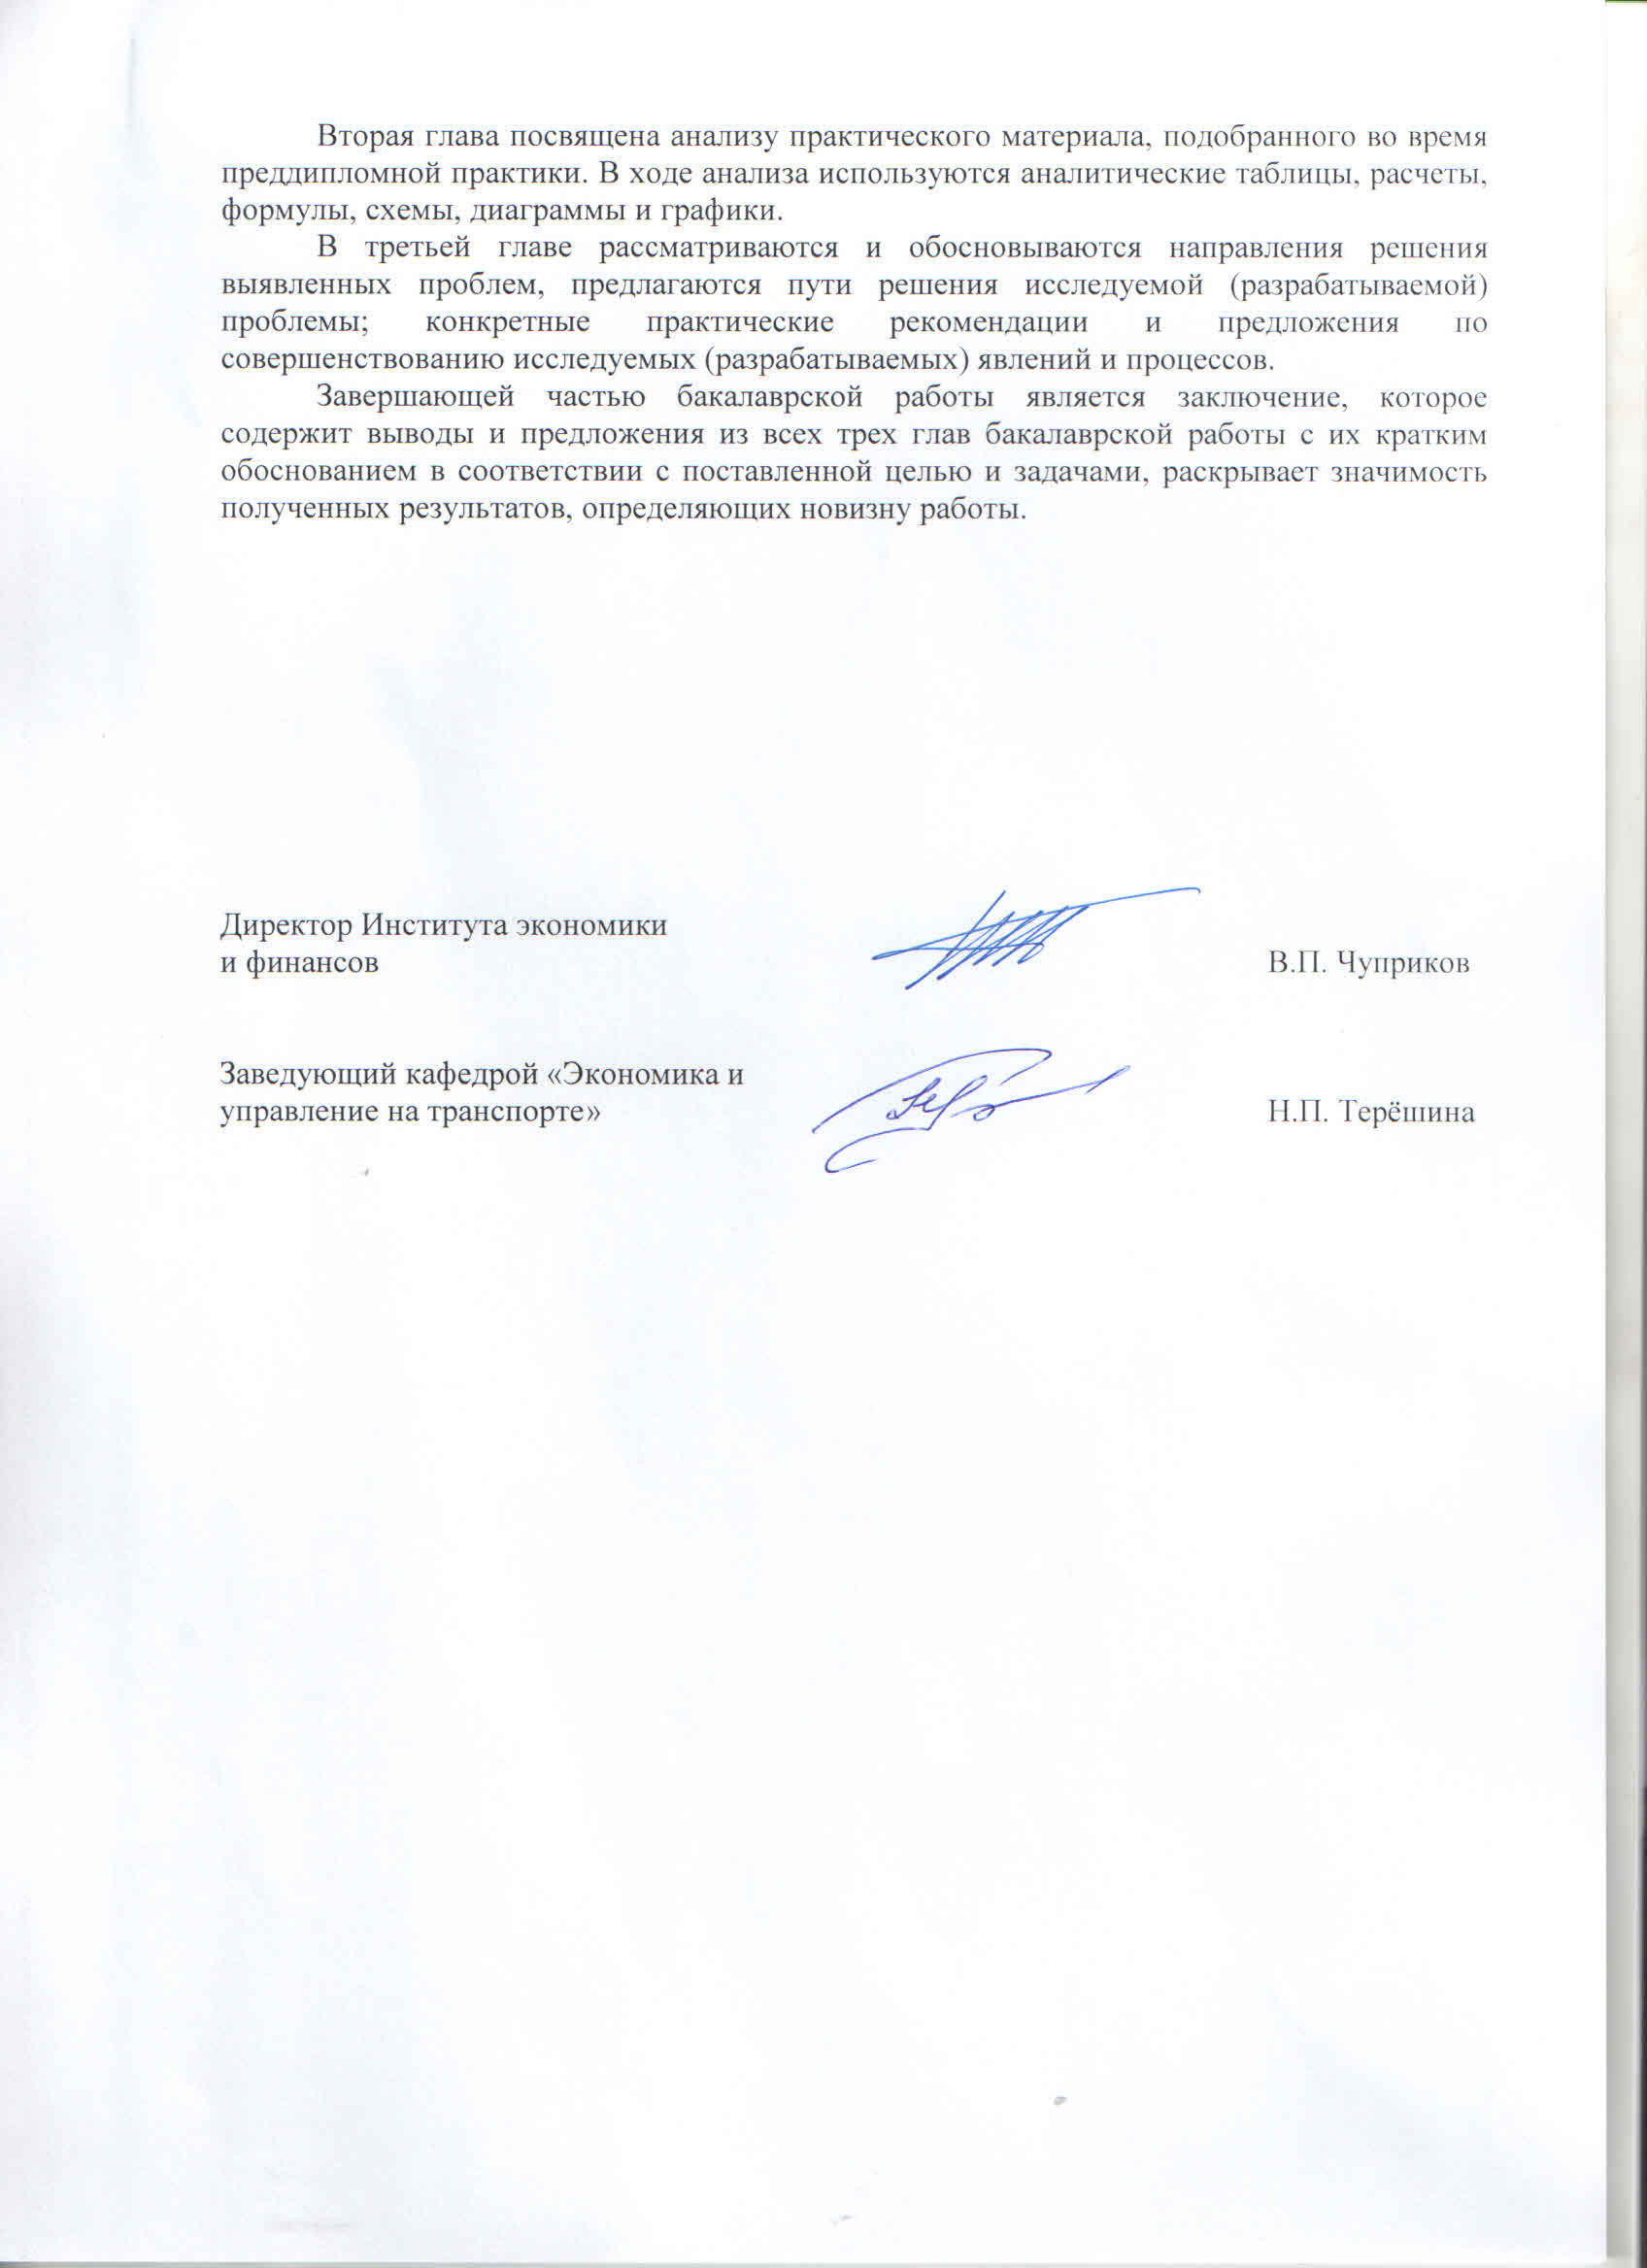 Вторая глава посвящена анализу практического материала, подобранного во время
преддипломной практики. В ходе анализа используются аналитические таблицы, расчеты,
формулы, схемы, диаграммы и графики.
В третьей главе рассматриваются и обосновываются направления решения
выявленных проблем, предлагаются пути решения исследуемой (разрабатываемой)
проблемы; конкретные практические рекомендации и предложения по
совершенствованию исследуемых (разрабатываемых) явлений и процессов.
Завершающей частью бакалаврской работы является заключение, которое
содержит выводы и предложения из всех трех глав бакалаврской работы с их кратким
обоснованием в соответствии с поставленной целью и задачами, раскрывает значимость
полученных результатов, определяющих новизну работы.
Директор Института экономики
и финансов В.П. Чуприков
Заведующий кафедрой «Экономика и
управление на транспорте» Н.П. Терёшина